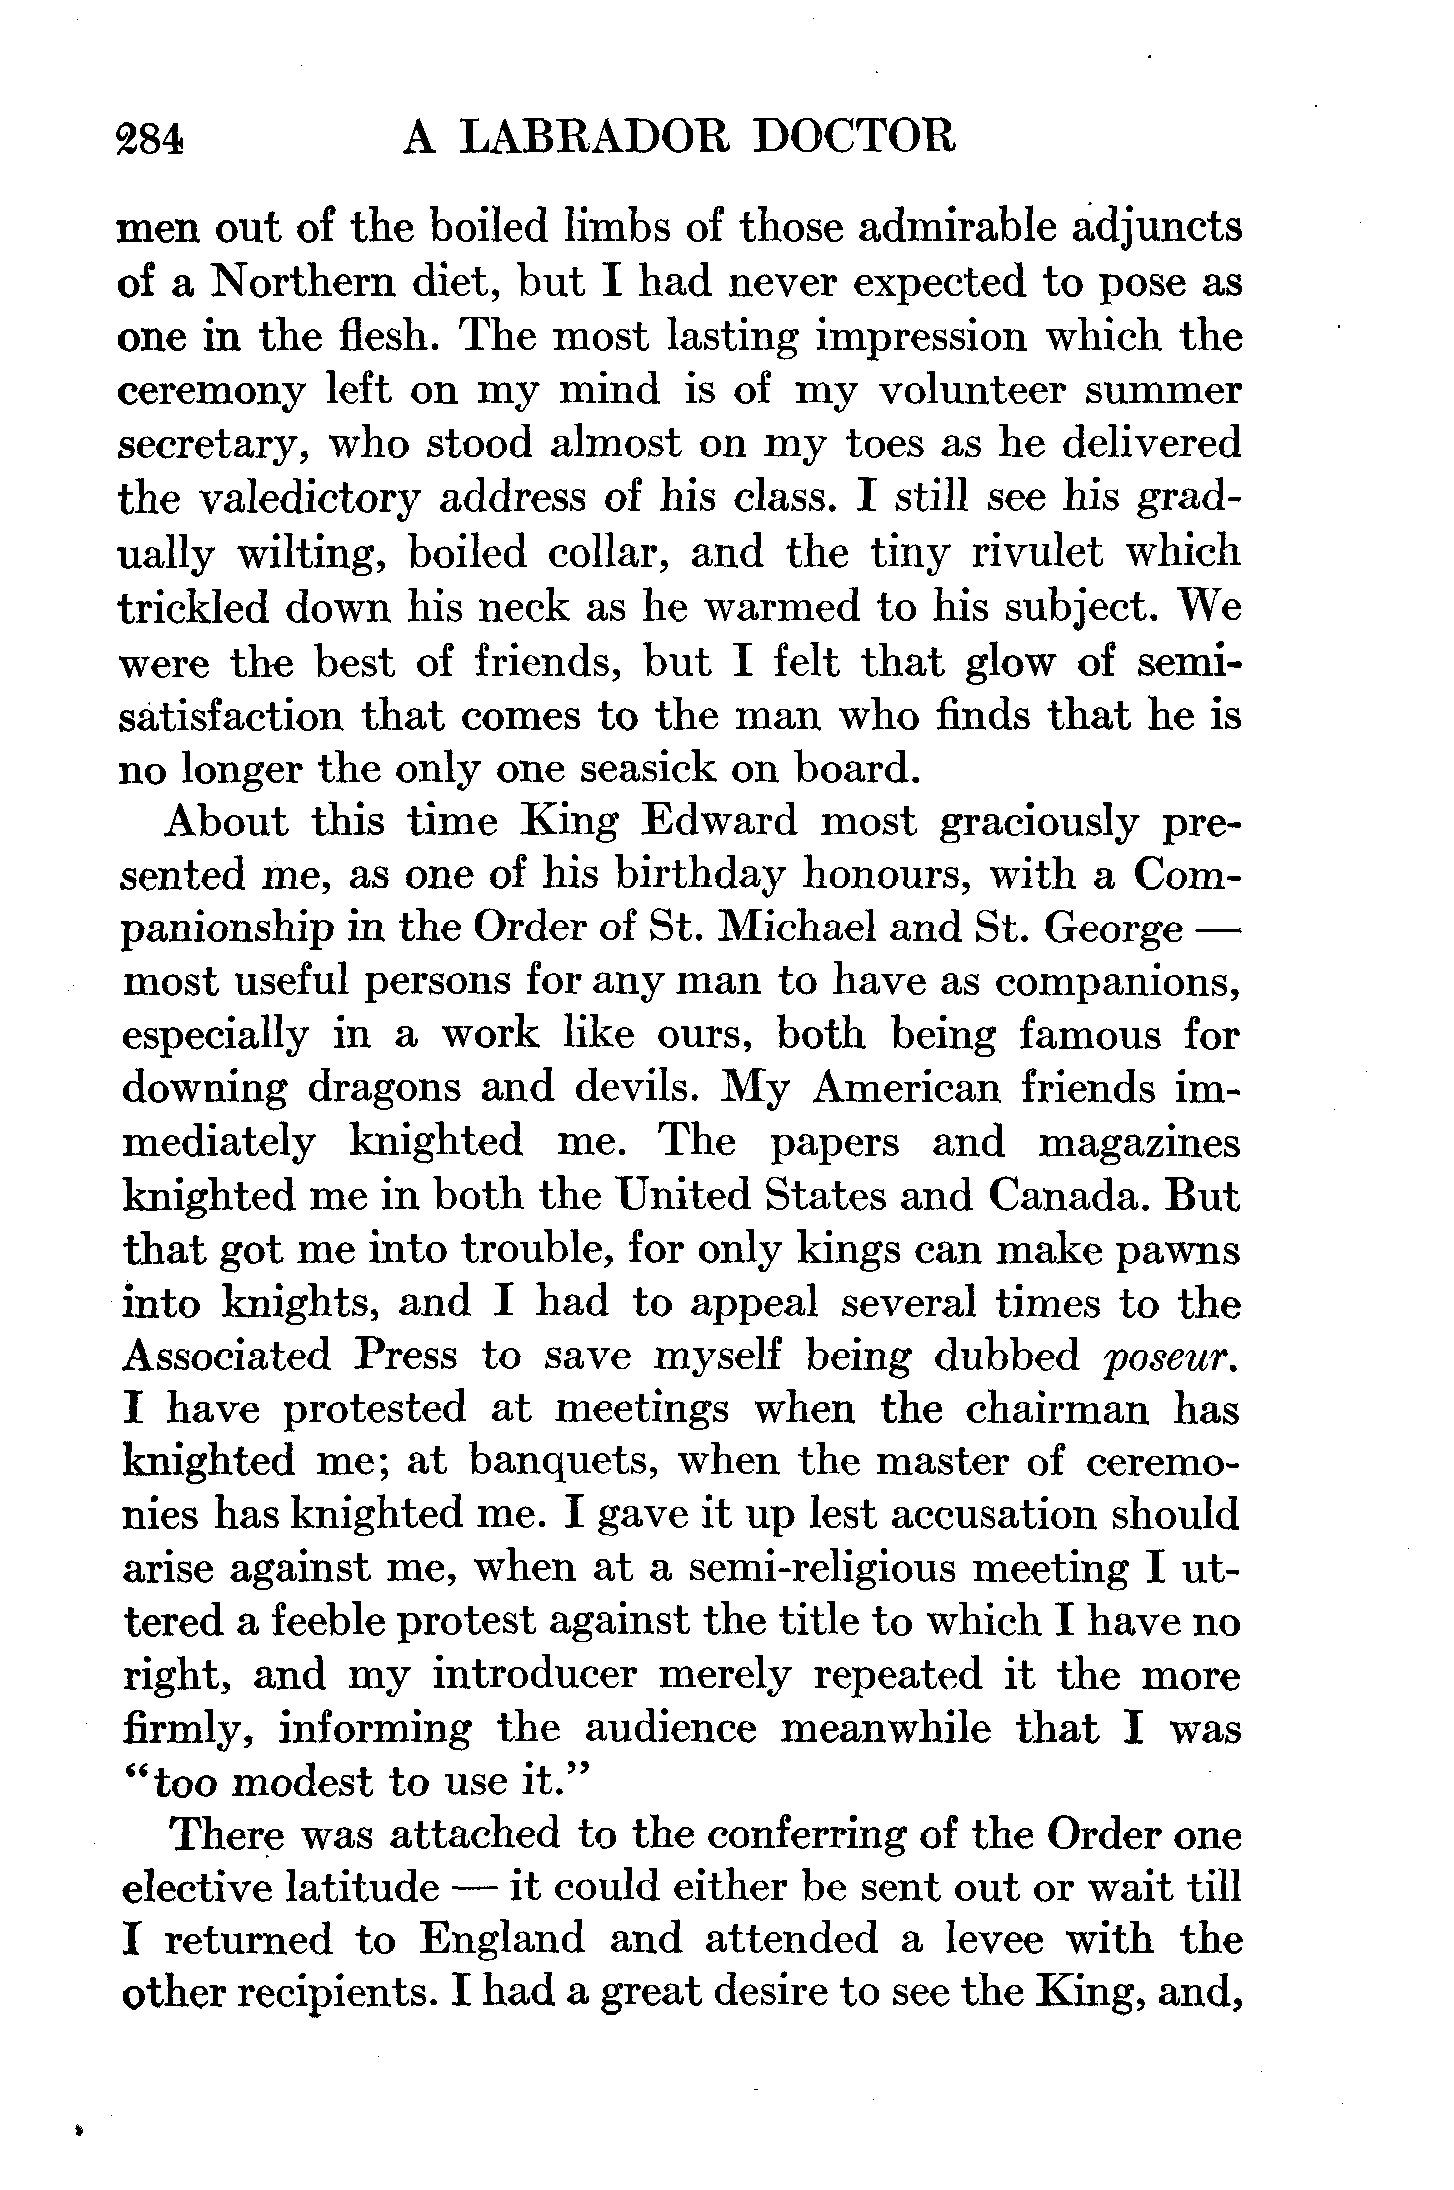 284 A LABRADOR DOCTOR
men out of the boiled limbs of those admirable adjuncts
of a Northern diet, but I had never expected to pose as
one in the flesh. The most lasting impression which the
ceremony left on my mind is of my volunteer summer
secretary, who stood almost on my toes as he delivered
the valedictory address of his class. I still see his grad-
ually wilting, boiled collar, and the tiny rivulet which
trickled down his neck as he warmed to his subject. We
were the best of friends, but I felt that glow of semi-
satisfaction that comes to the man who finds that he is
no longer the only one seasick on board.
About this time King Edward most graciously pre-
sented me, as one of his birthday honours, with a Com-
panionship in the Order of St. Michael and St. George —
most useful persons for any man to have as companions,
especially in a work like ours, both being famous for
downing dragons and devils. My American friends im-
mediately knighted me. The papers and magazines
knighted me in both the United States and Canada. But
that got me into trouble, for only kings can make pawns
into knights, and I had to appeal several times to the
Associated Press to save myself being dubbed poseur.
I have protested at meetings when the chairman has
knighted me; at banquets, when the master of ceremo-
nies has knighted me. I gave it up lest accusation should
arise against me, when at a semi-religious meeting I ut-
tered a feeble protest against the title to which I have no
right, and my introducer merely repeated it the more
firmly, informing the audience meanwhile that I was
“too modest to use it.”
There was attached to the conferring of the Order one
elective latitude — it could either be sent out or wait till
I returned to England and attended a levee with the
other recipients. I had a great desire to see the King, and,